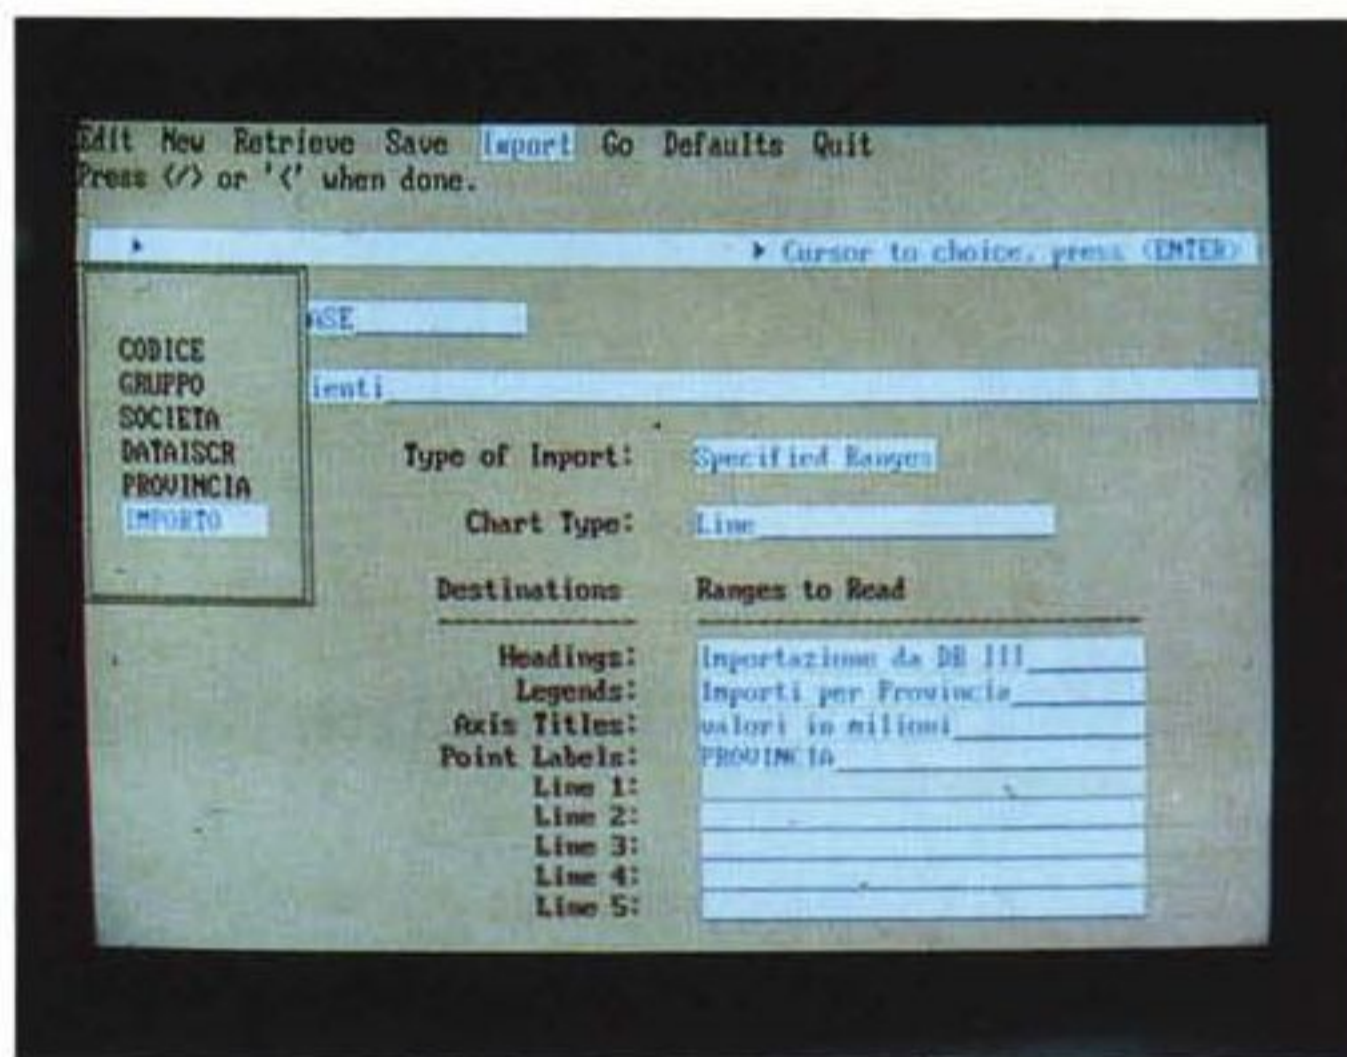 Edit New Retrieve Save Import Go Defaults Quit
Press </> or '<' when done.
Cursor to choice, press <ENTER>
ASE
CODICE
GRUPPO
ienti
SOCIETA
DATAISCR
Type of Import: Specified Ranges
PROVINCIA
IMPORTO
Chart Type: Line
Destinations Ranges to Read
Headings: Importazione da DB III
Legends: Importi per Provincia
Axis Titles: valori in milioni
Point Labels: PROVINCIA
Line 1:
Line 2:
Line 3:
Line 4:
Line 5: